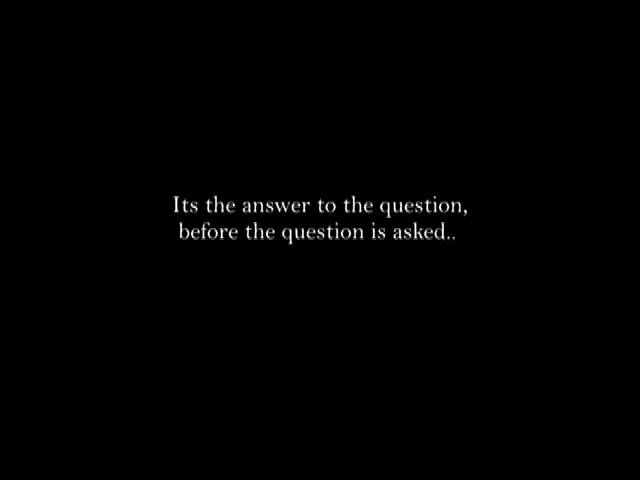 Its the answer to the question,
before the question is asked..